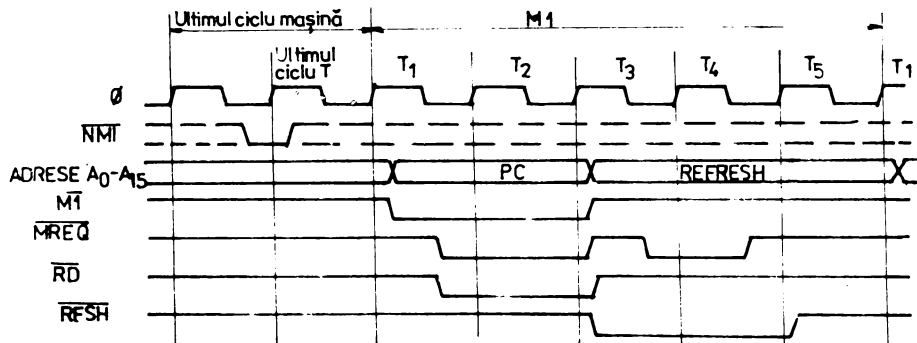 Ultimul ciclu mașină M1
Ultimul
ciclu T
T1 T2 T3 T4 T5 T1
Ø
NMI
ADRESE A0-A15 PC REFRESH
M1
MREQ
RD
RFSH